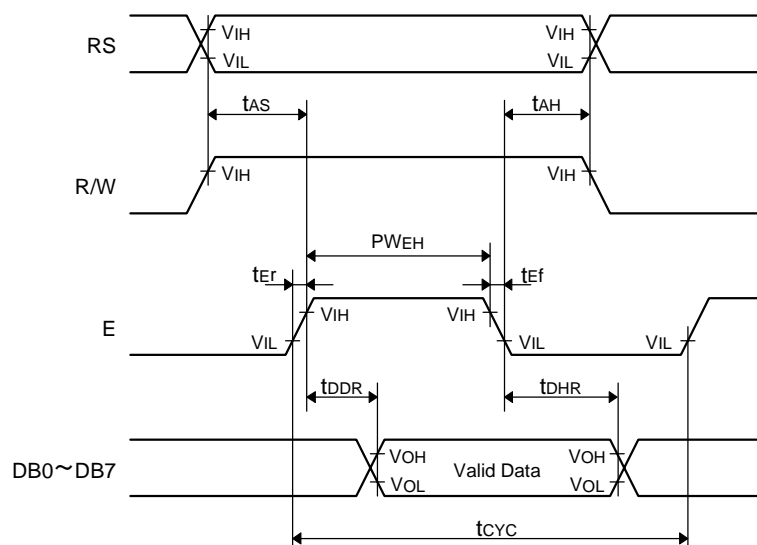 RS
VIH
VIL
VIH
VIL
tAS
tAH
R/W
VIH
VIH
PWEH
tEr
tEf
E
VIH
VIH
VIL
VIL
VIL
tDDR
tDHR
DB0～DB7
VOH
VOL
Valid Data
VOH
VOL
tCYC